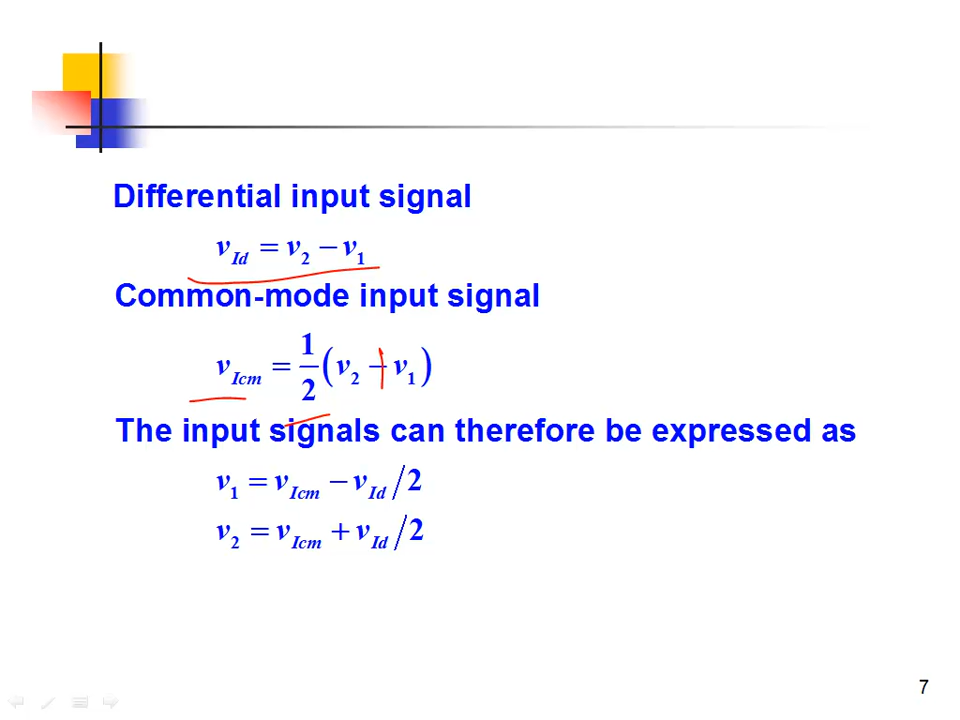 Differential input signal
v_Id = v_2 − v_1
Common-mode input signal
v_Icm = 1/2 (v_2 + v_1)
The input signals can therefore be expressed as
v_1 = v_Icm − v_Id/2
v_2 = v_Icm + v_Id/2
7